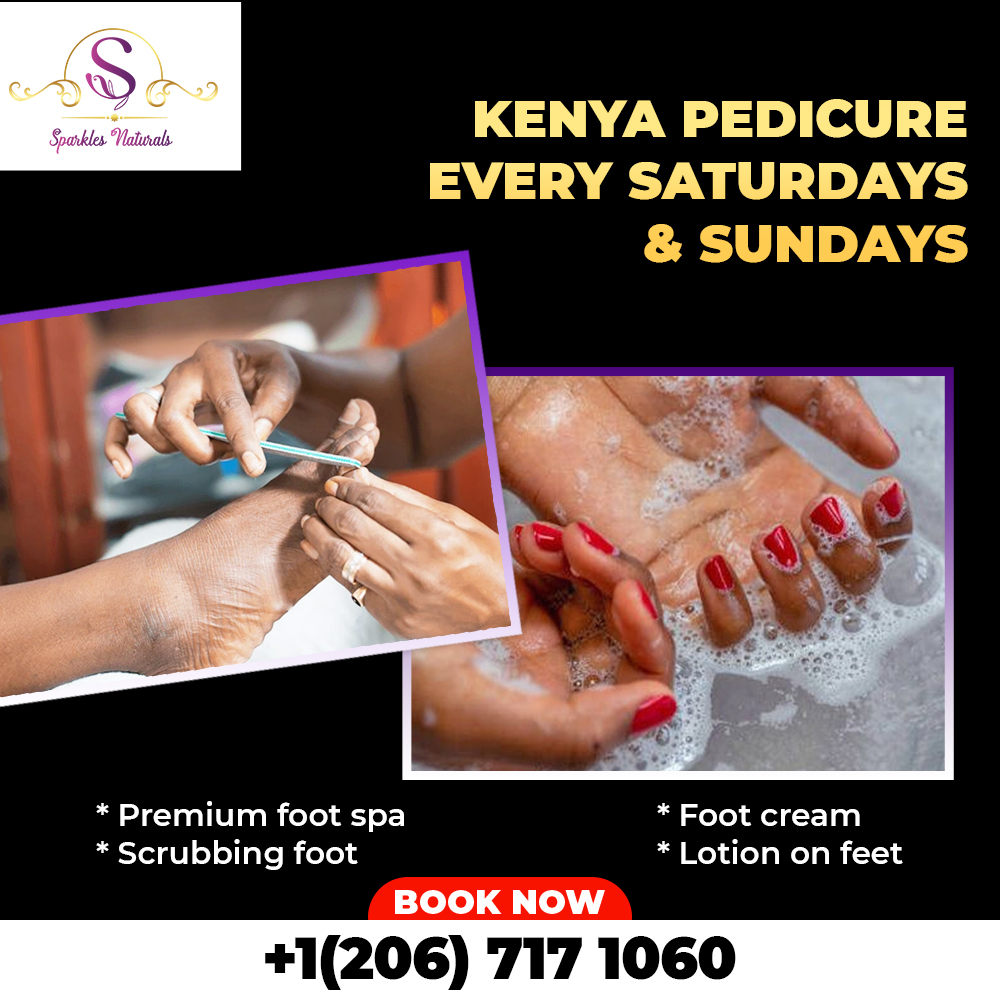 S
Sparkles Naturals
KENYA PEDICURE
EVERY SATURDAYS
& SUNDAYS
* Premium foot spa
* Scrubbing foot
* Foot cream
* Lotion on feet
BOOK NOW
+1(206) 717 1060